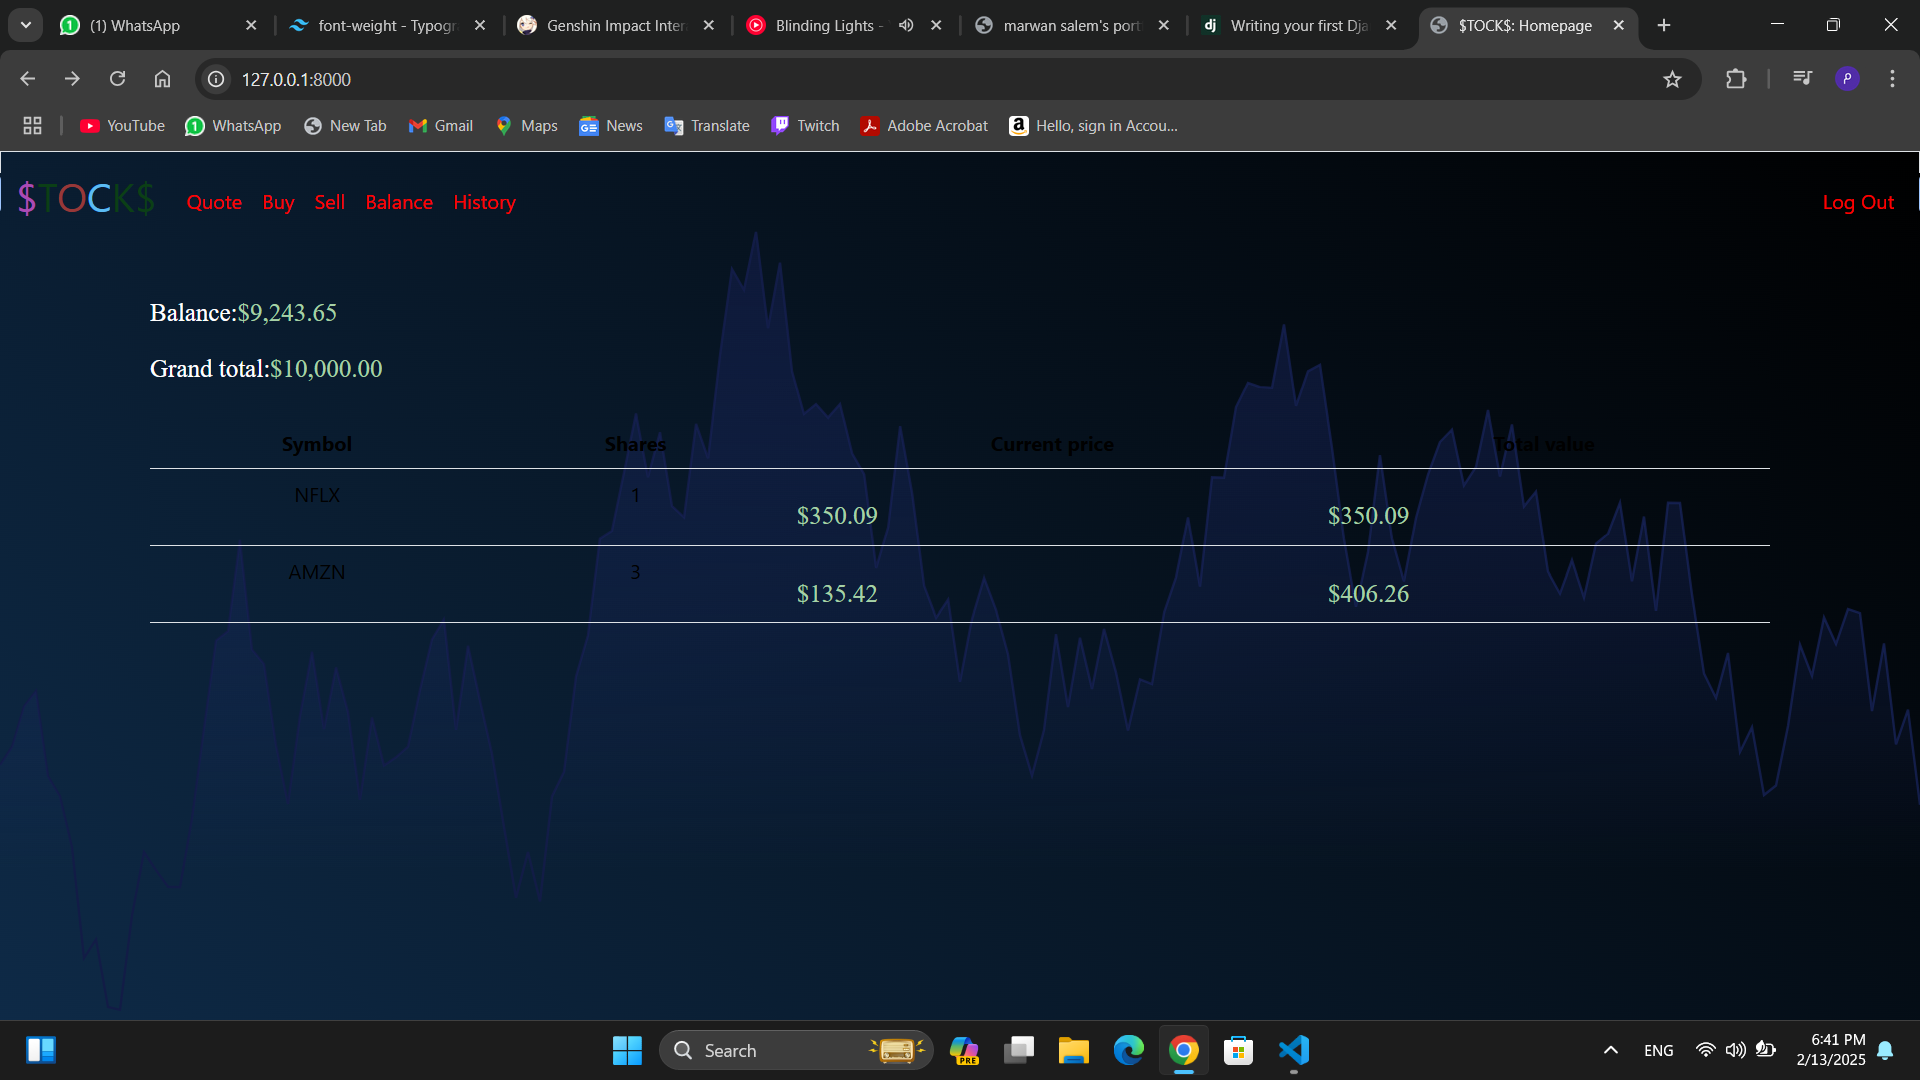 (1) WhatsApp
font-weight - Typogr
Genshin Impact Inter
Blinding Lights -
marwan salem's port
dj Writing your first Dja
$TOCK$: Homepage
127.0.0.1:8000
P
YouTube
1 WhatsApp
New Tab
Gmail
Maps
News
Translate
Twitch
Adobe Acrobat
a Hello, sign in Accou...
$TOCK$ Quote Buy Sell Balance History Log Out
Balance:$9,243.65
Grand total:$10,000.00
Symbol Shares Current price Total value
NFLX 1 $350.09 $350.09
AMZN 3 $135.42 $406.26
Search
PRE
ENG
6:41 PM
2/13/2025